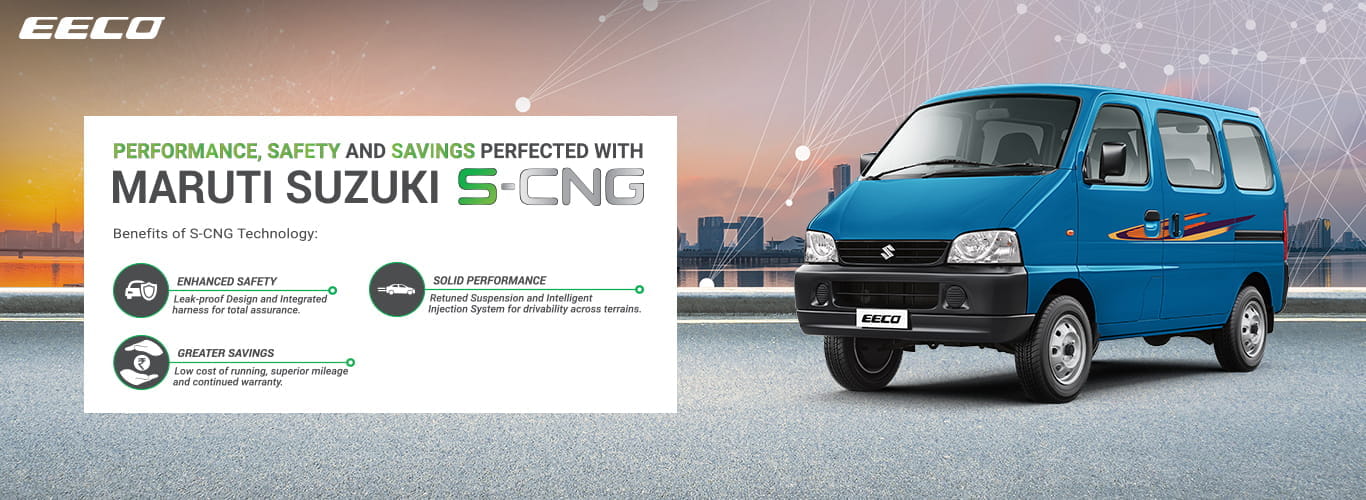 EECO
PERFORMANCE, SAFETY AND SAVINGS PERFECTED WITH
MARUTI SUZUKI S-CNG
Benefits of S-CNG Technology:
ENHANCED SAFETY
Leak-proof Design and Integrated
harness for total assurance.
SOLID PERFORMANCE
Retuned Suspension and Intelligent
Injection System for drivability across terrains.
₹
GREATER SAVINGS
Low cost of running, superior mileage
and continued warranty.
EECO